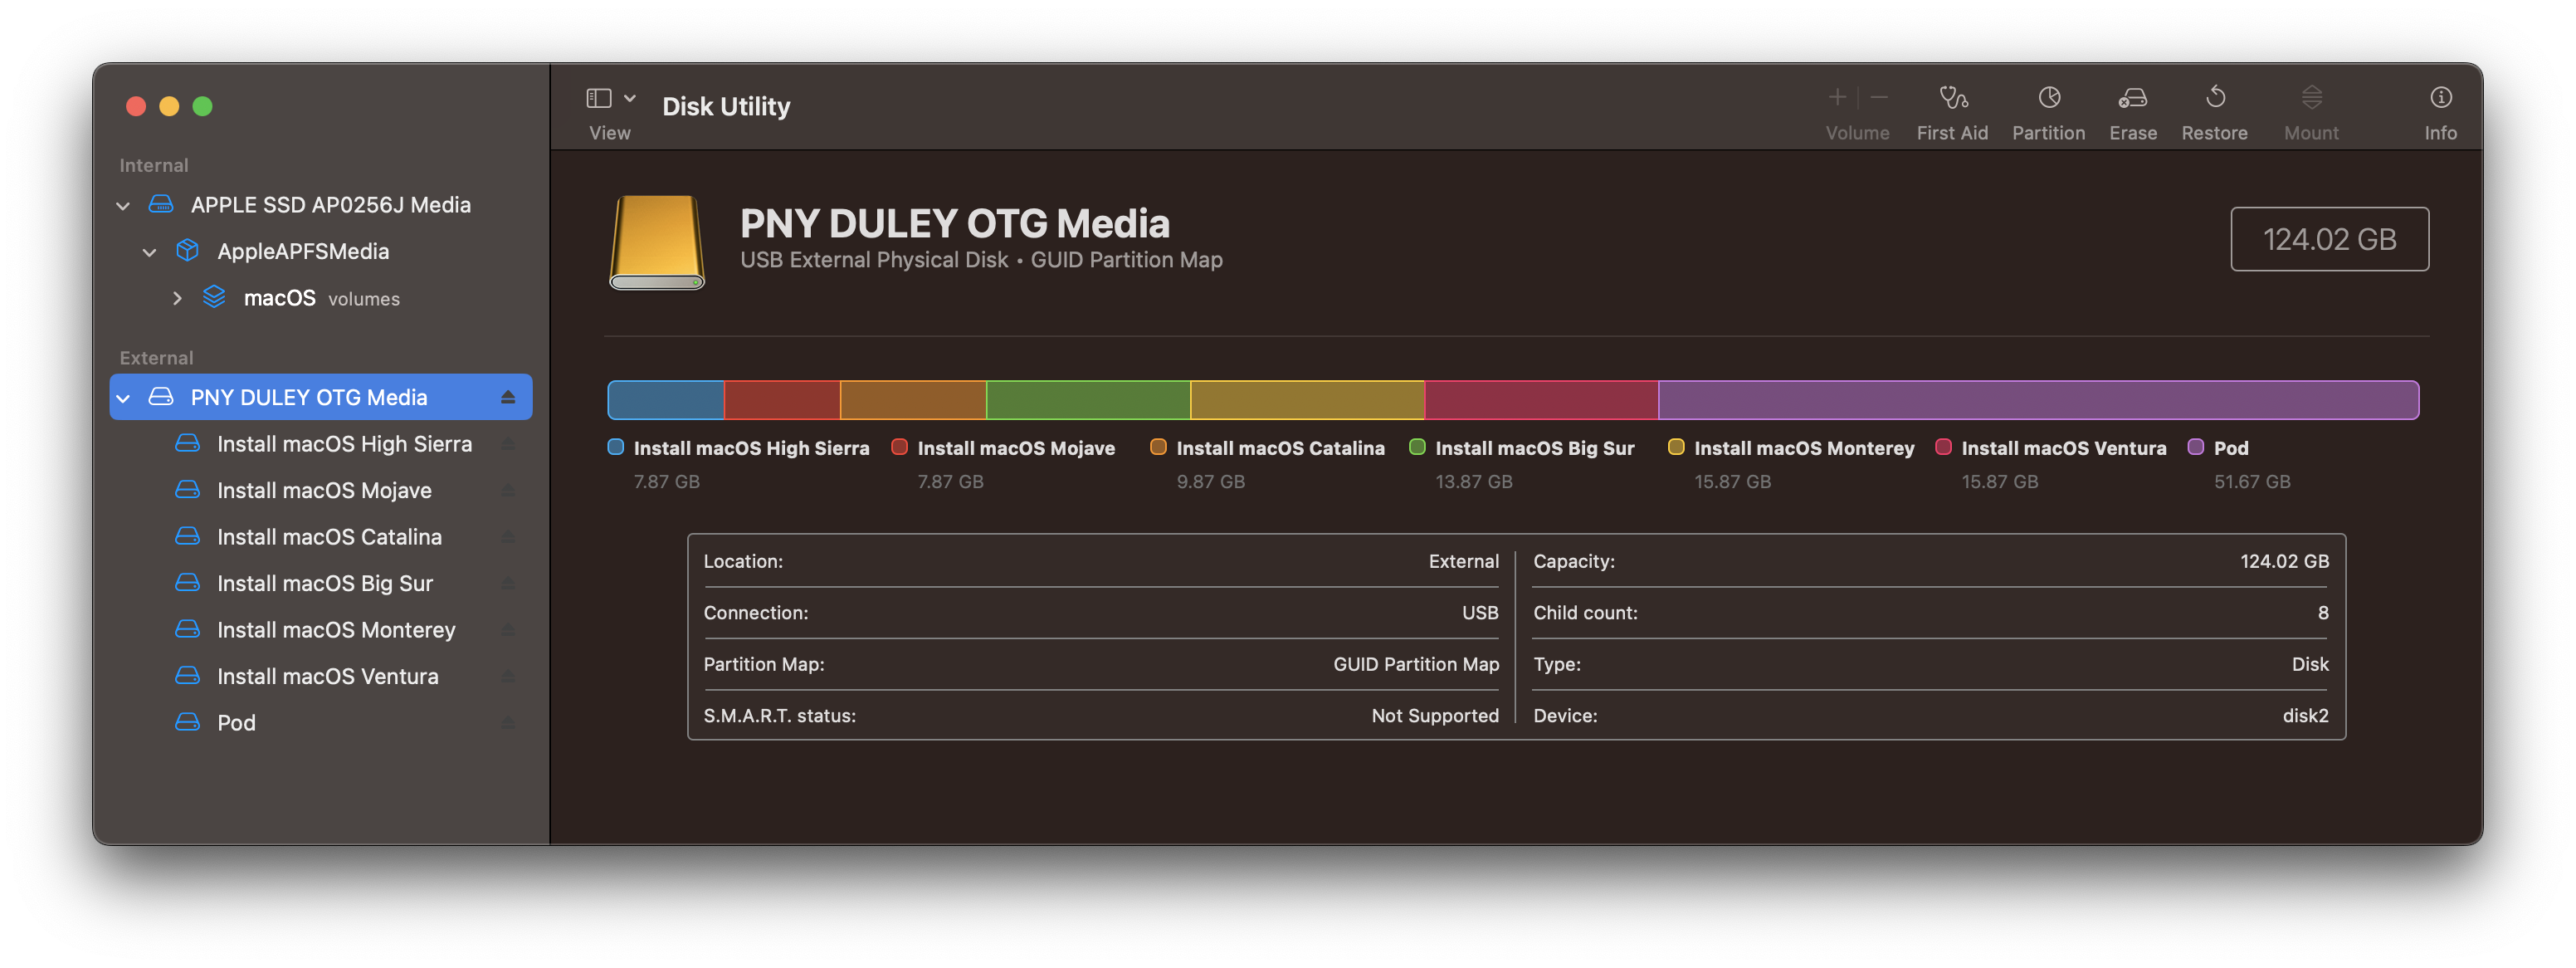 Internal
APPLE SSD AP0256J Media
AppleAPFSMedia
macOS volumes
External
PNY DULEY OTG Media
Install macOS High Sierra
Install macOS Mojave
Install macOS Catalina
Install macOS Big Sur
Install macOS Monterey
Install macOS Ventura
Pod
View
Disk Utility
Volume
First Aid
Partition
Erase
Restore
Mount
Info
PNY DULEY OTG Media
USB External Physical Disk • GUID Partition Map
124.02 GB
Install macOS High Sierra
7.87 GB
Install macOS Mojave
7.87 GB
Install macOS Catalina
9.87 GB
Install macOS Big Sur
13.87 GB
Install macOS Monterey
15.87 GB
Install macOS Ventura
15.87 GB
Pod
51.67 GB
Location: External
Connection: USB
Partition Map: GUID Partition Map
S.M.A.R.T. status: Not Supported
Capacity: 124.02 GB
Child count: 8
Type: Disk
Device: disk2